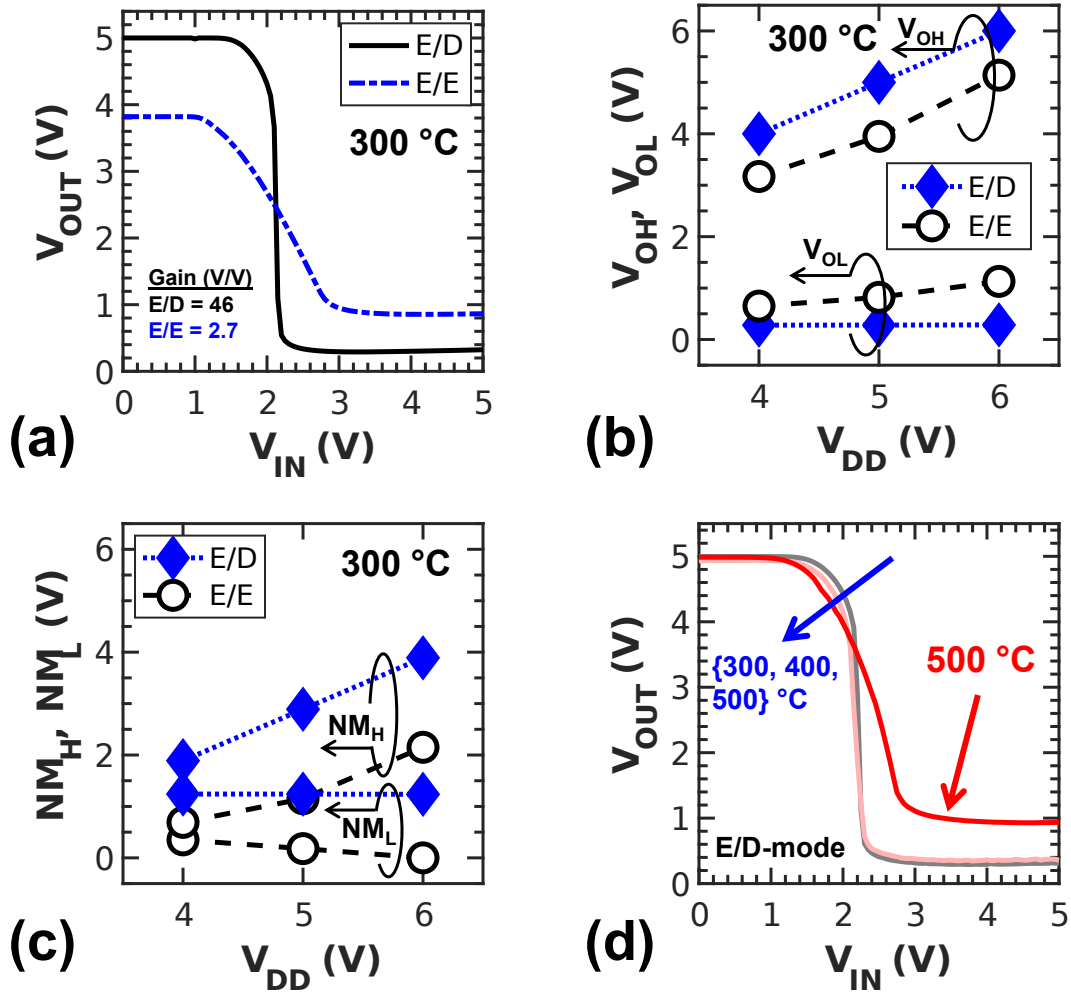 5
4
3
2
1
0
V_OUT (V)
E/D
E/E
300 °C
Gain (V/V)
E/D = 46
E/E = 2.7
0 1 2 3 4 5
V_IN (V)
(a)
6
4
2
0
V_OH, V_OL (V)
300 °C
V_OH
E/D
E/E
V_OL
4 5 6
V_DD (V)
(b)
6
4
2
0
NM_H, NM_L (V)
E/D
E/E
300 °C
NM_H
NM_L
4 5 6
V_DD (V)
(c)
5
4
3
2
1
0
V_OUT (V)
{300, 400,
500} °C
500 °C
E/D-mode
0 1 2 3 4 5
V_IN (V)
(d)